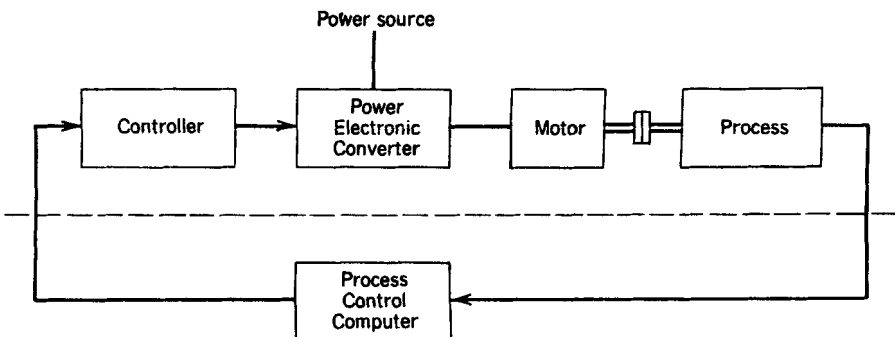 Power source
Controller
Power
Electronic
Converter
Motor
Process
Process
Control
Computer